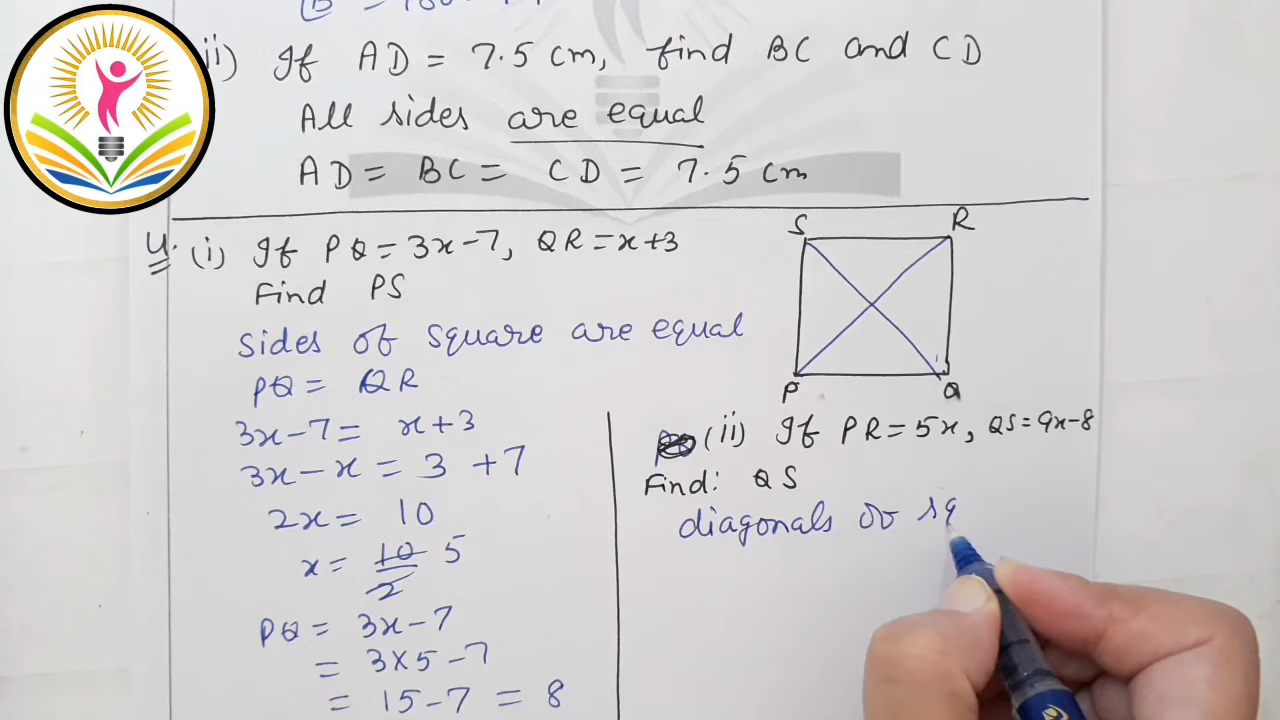 ii) If AD = 7.5 cm, find BC and CD
All sides are equal
AD = BC = CD = 7.5 cm
4. (i) If PQ = 3x-7, QR = x+3
Find PS
sides of square are equal
PQ = QR
3x-7 = x+3
3x-x = 3 +7
2x = 10
x = 10/2 5
PQ = 3x-7
= 3×5-7
= 15-7 = 8
S R
P Q
(ii) If PR = 5x, QS = 9x-8
Find: QS
diagonals of sq